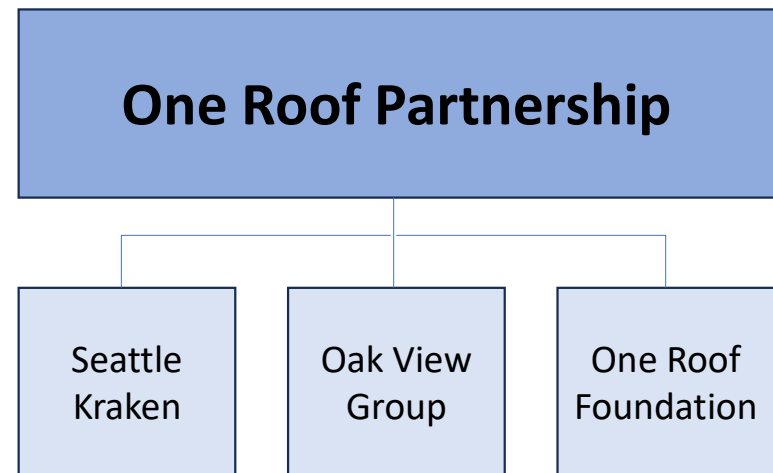 One Roof Partnership
Seattle
Kraken
Oak View
Group
One Roof
Foundation